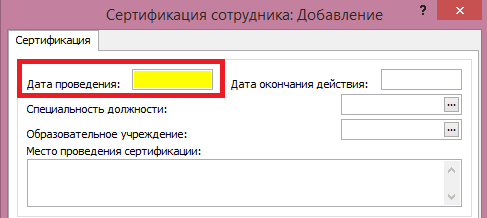 Сертификация сотрудника: Добавление ?
Сертификация
Дата проведения: Дата окончания действия:
Специальность должности: ...
Образовательное учреждение: ...
Место проведения сертификации: